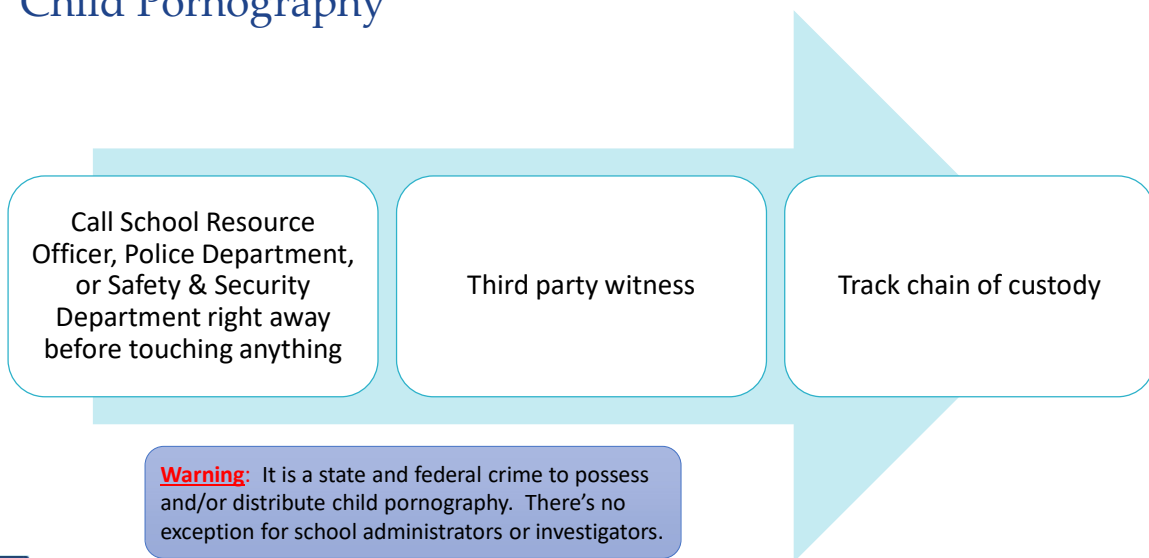 Child Pornography
Call School Resource
Officer, Police Department,
or Safety & Security
Department right away
before touching anything
Third party witness
Track chain of custody
Warning:  It is a state and federal crime to possess
and/or distribute child pornography.  There’s no
exception for school administrators or investigators.